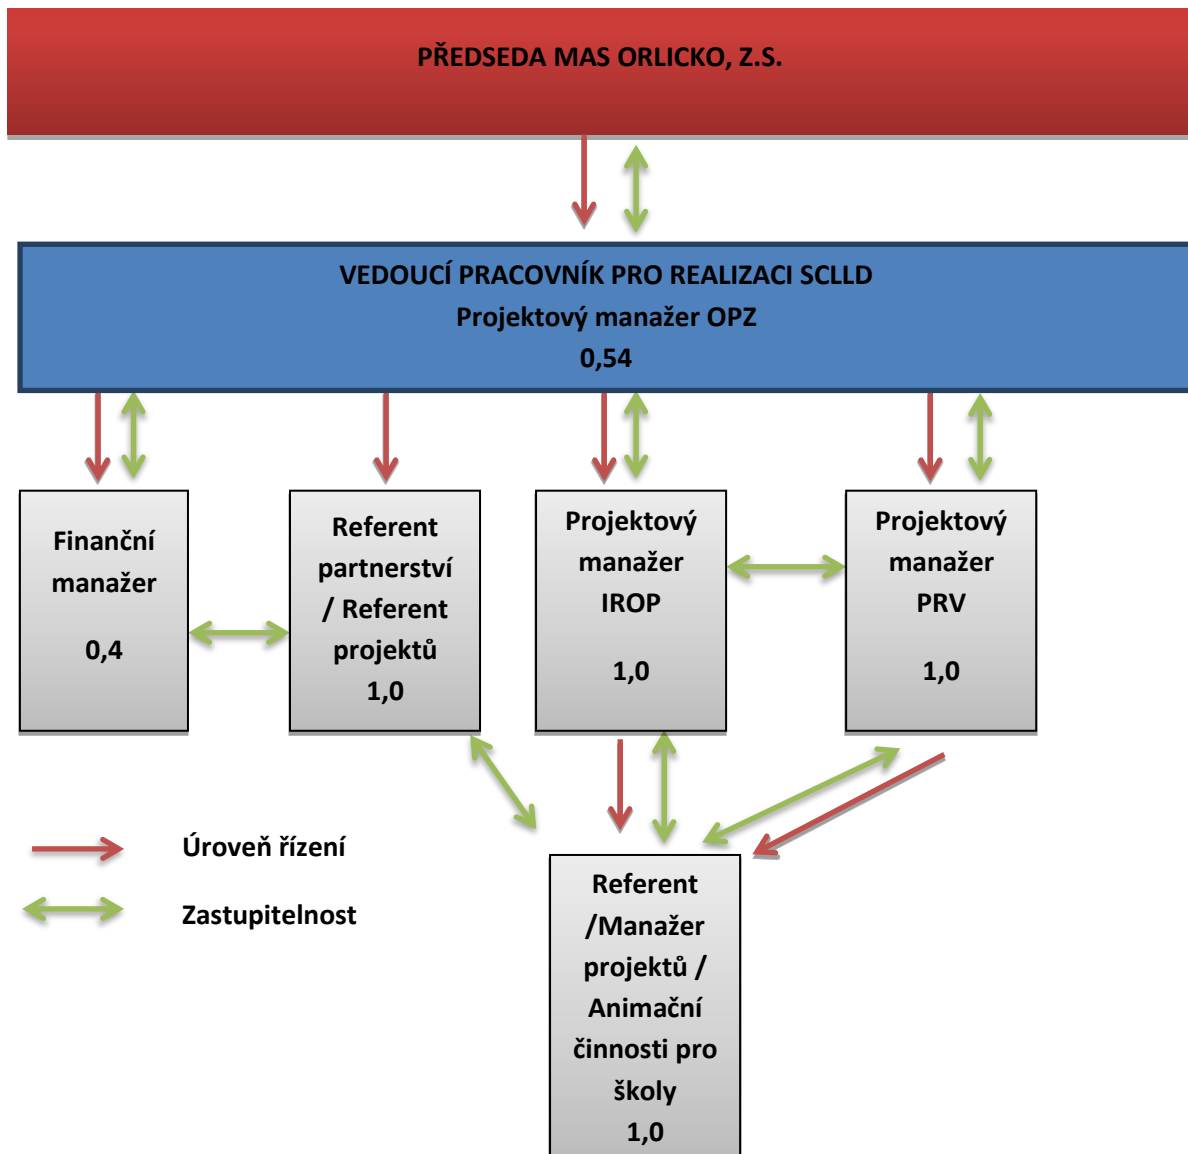 PŘEDSEDA MAS ORLICKO, Z.S.
VEDOUCÍ PRACOVNÍK PRO REALIZACI SCLLD
Projektový manažer OPZ
0,54
Finanční
manažer
0,4
Referent
partnerství
/ Referent
projektů
1,0
Projektový
manažer
IROP
1,0
Projektový
manažer
PRV
1,0
Úroveň řízení
Zastupitelnost
Referent
/Manažer
projektů /
Animační
činnosti pro
školy
1,0